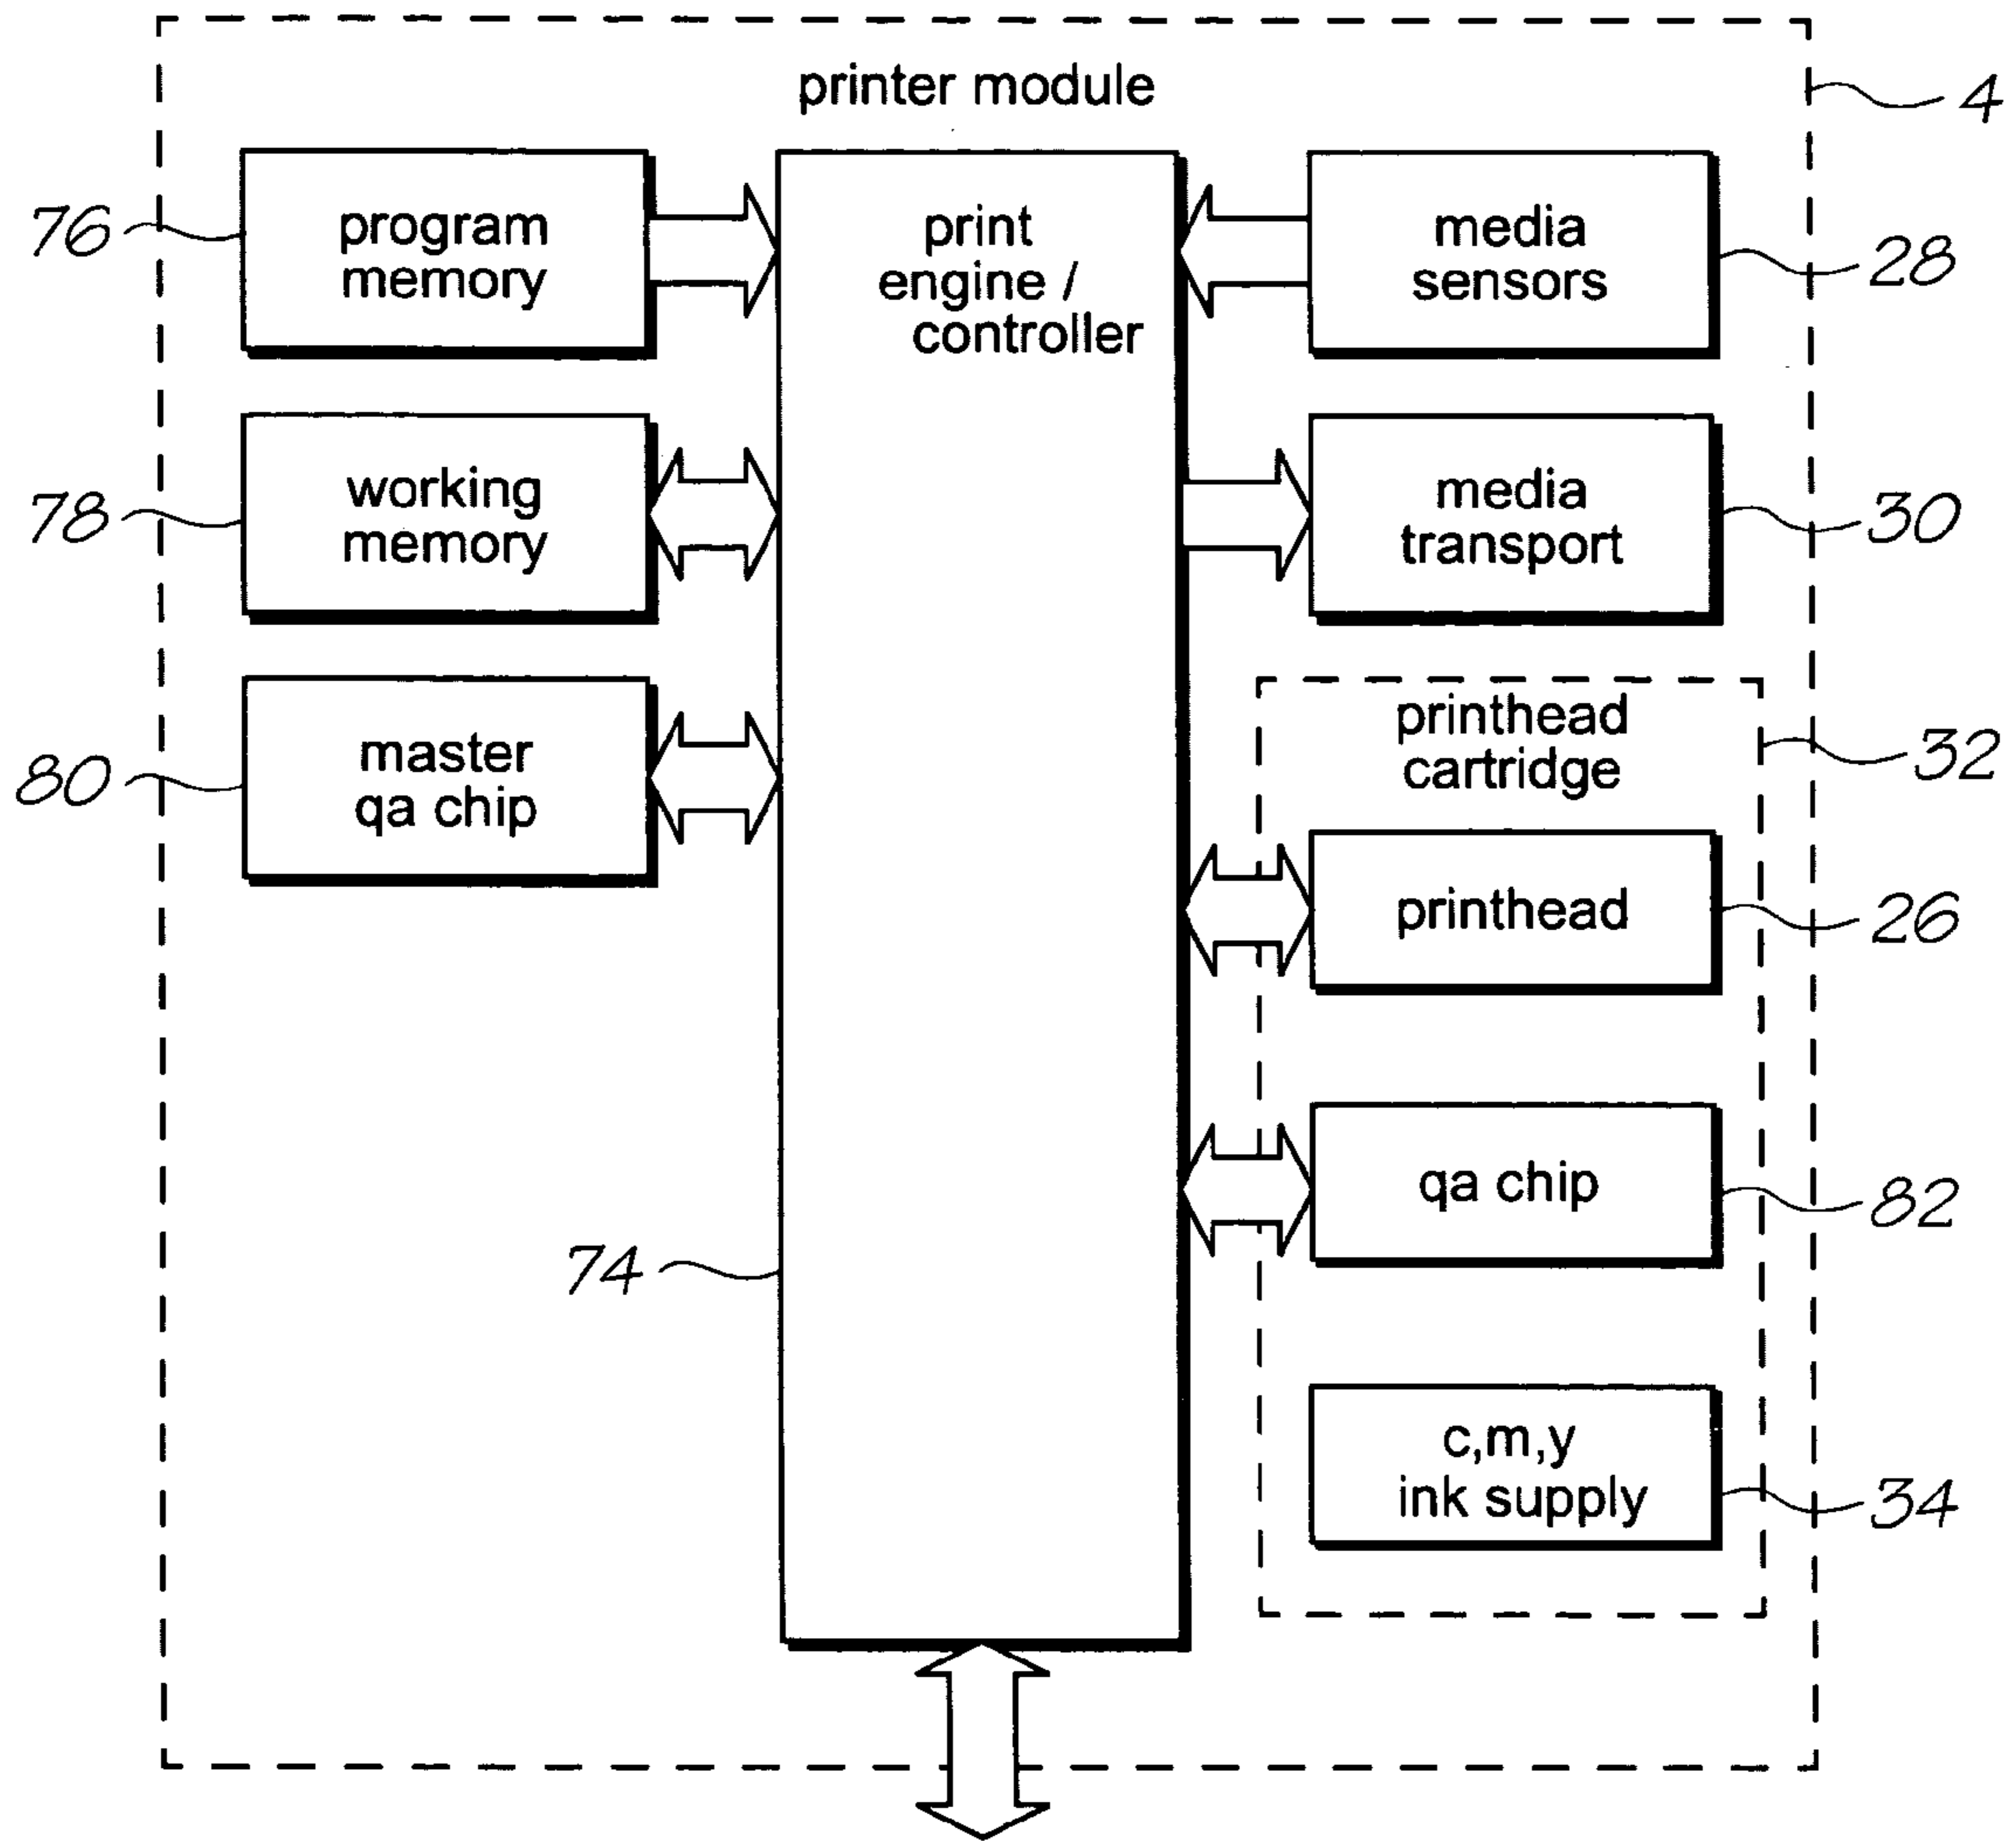 printer module
4
76
program
memory
print
engine /
controller
media
sensors
28
78
working
memory
media
transport
30
80
master
qa chip
printhead
cartridge
32
printhead
26
74
qa chip
82
c,m,y
ink supply
34